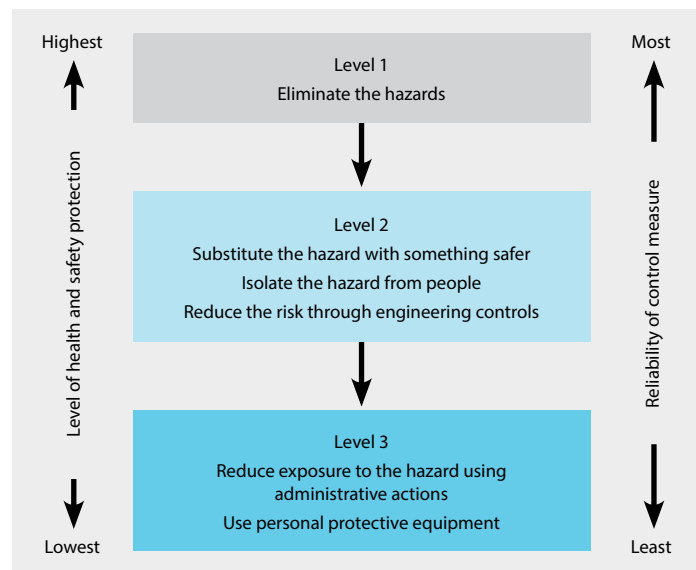 Highest
Most
Level 1
Eliminate the hazards
Level of health and safety protection
Reliability of control measure
Level 2
Substitute the hazard with something safer
Isolate the hazard from people
Reduce the risk through engineering controls
Level 3
Reduce exposure to the hazard using
administrative actions
Use personal protective equipment
Lowest
Least